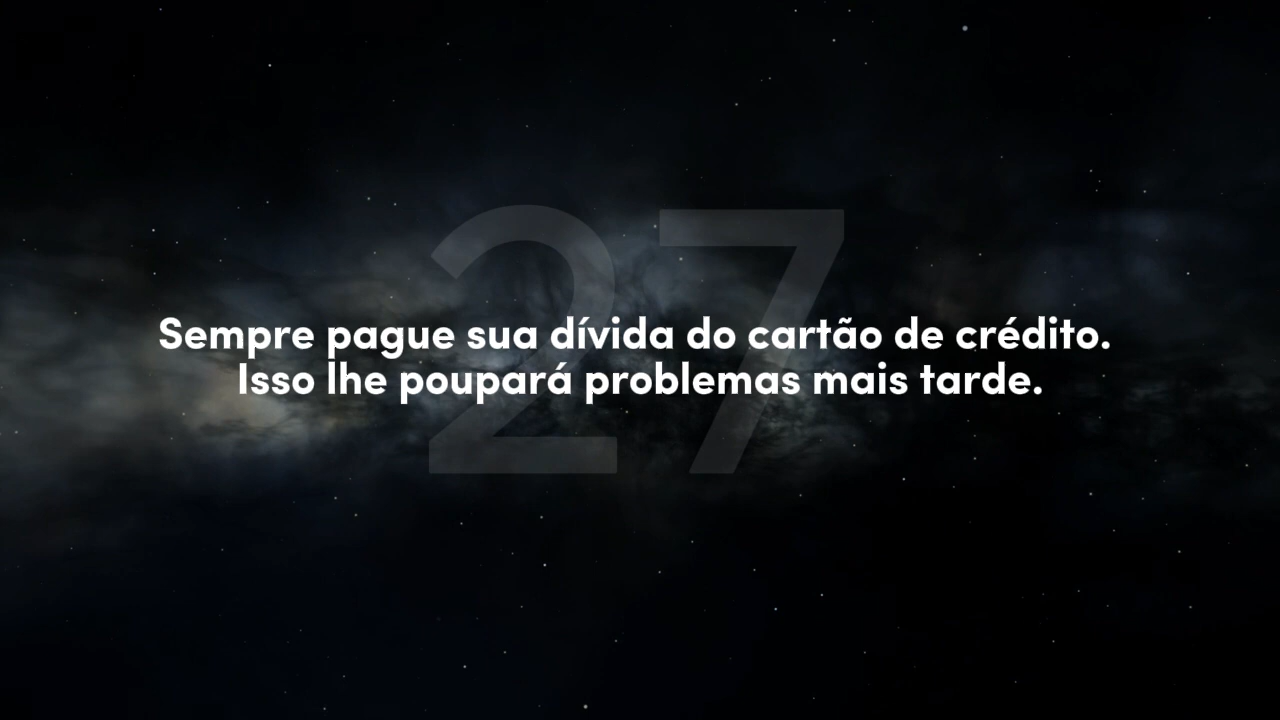 27
Sempre pague sua dívida do cartão de crédito.
Isso lhe poupará problemas mais tarde.